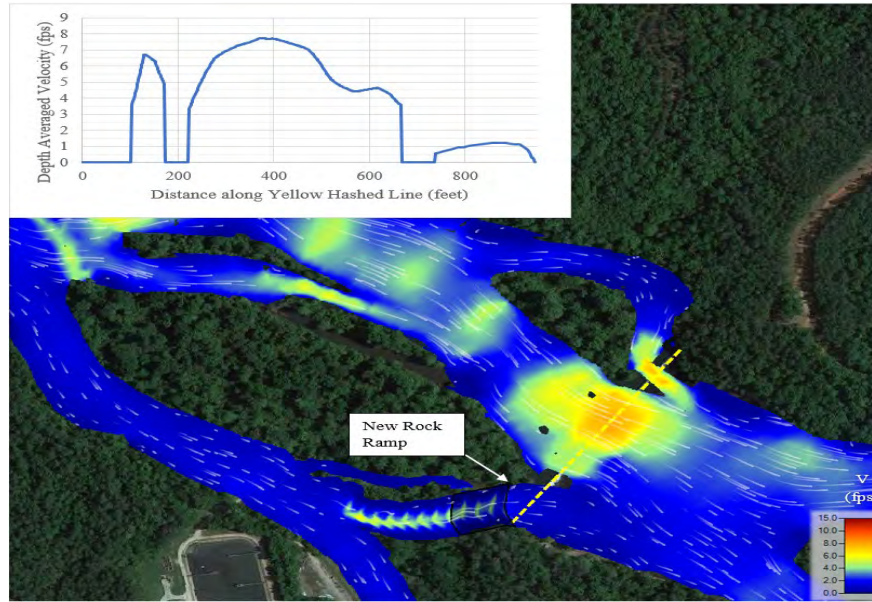 Depth Averaged Velocity (fps)
9
8
7
6
5
4
3
2
1
0
0 200 400 600 800
Distance along Yellow Hashed Line (feet)
New Rock
Ramp
V
(fps
15.0
12.0
10.0
8.0
6.0
4.0
2.0
0.0